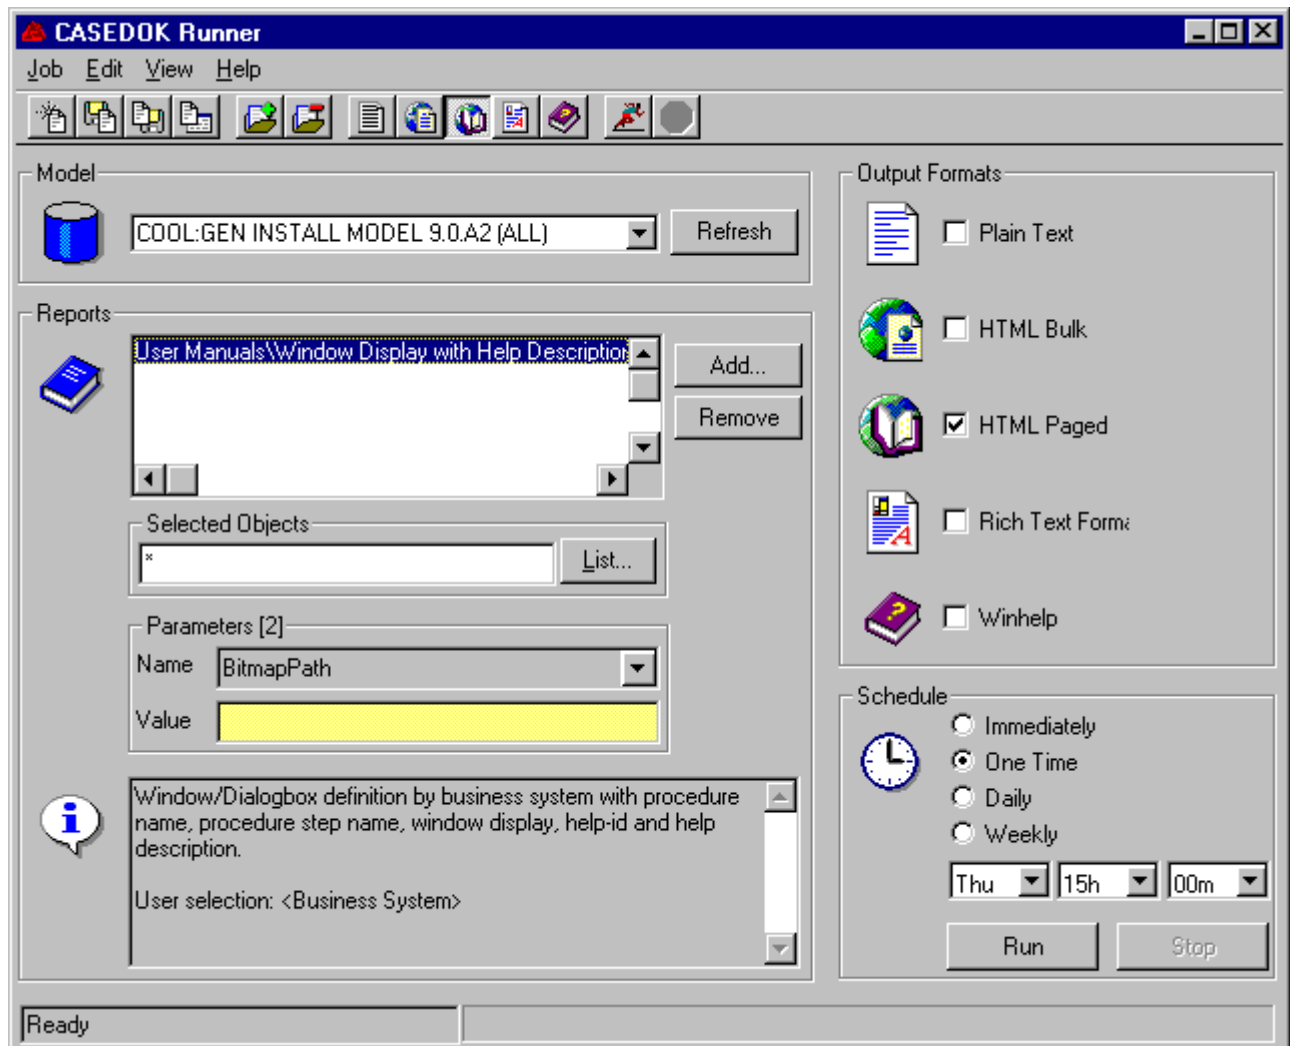 CASEDOK Runner
Job Edit View Help
Model
COOL:GEN INSTALL MODEL 9.0.A2 (ALL)
Refresh
Reports
User Manuals\Window Display with Help Description
Add...
Remove
Selected Objects
*
List...
Parameters [2]
Name
BitmapPath
Value
Window/Dialogbox definition by business system with procedure
name, procedure step name, window display, help-id and help
description.
User selection: <Business System>
Output Formats
Plain Text
HTML Bulk
HTML Paged
Rich Text Forma
Winhelp
Schedule
Immediately
One Time
Daily
Weekly
Thu 15h 00m
Run Stop
Ready